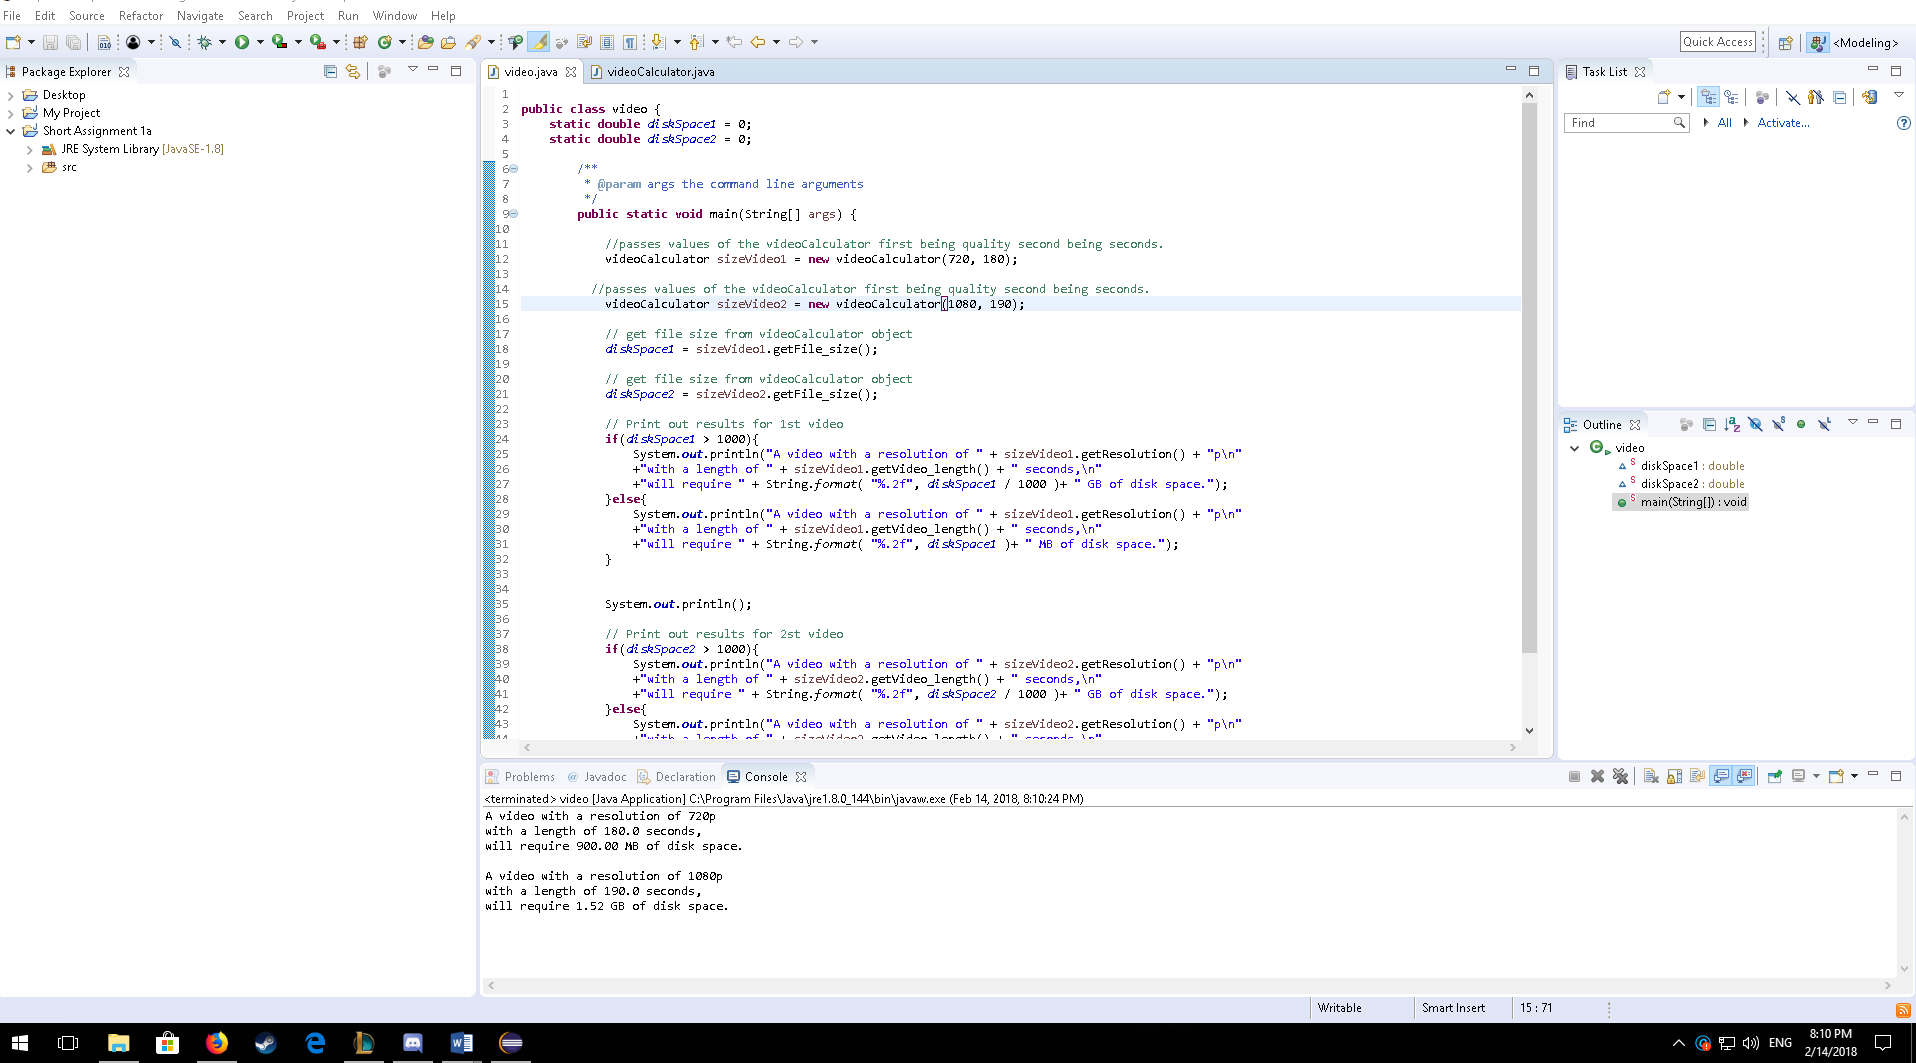 File Edit Source Refactor Navigate Search Project Run Window Help
Quick Access
<Modeling>
Package Explorer
Desktop
My Project
Short Assignment 1a
JRE System Library [JavaSE-1.8]
src
video.java videoCalculator.java
1
2 public class video {
3 static double diskSpace1 = 0;
4 static double diskSpace2 = 0;
5
6 /**
7 * @param args the command line arguments
8 */
9 public static void main(String[] args) {
10
11 //passes values of the videoCalculator first being quality second being seconds.
12 videoCalculator sizeVideo1 = new videoCalculator(720, 180);
13
14 //passes values of the videoCalculator first being quality second being seconds.
15 videoCalculator sizeVideo2 = new videoCalculator(1080, 190);
16
17 // get file size from videoCalculator object
18 diskSpace1 = sizeVideo1.getFile_size();
19
20 // get file size from videoCalculator object
21 diskSpace2 = sizeVideo2.getFile_size();
22
23 // Print out results for 1st video
24 if(diskSpace1 > 1000){
25 System.out.println("A video with a resolution of " + sizeVideo1.getResolution() + "p\n"
26 +"with a length of " + sizeVideo1.getVideo_length() + " seconds,\n"
27 +"will require " + String.format( "%.2f", diskSpace1 / 1000 )+ " GB of disk space.");
28 }else{
29 System.out.println("A video with a resolution of " + sizeVideo1.getResolution() + "p\n"
30 +"with a length of " + sizeVideo1.getVideo_length() + " seconds,\n"
31 +"will require " + String.format( "%.2f", diskSpace1 )+ " MB of disk space.");
32 }
33
34
35 System.out.println();
36
37 // Print out results for 2st video
38 if(diskSpace2 > 1000){
39 System.out.println("A video with a resolution of " + sizeVideo2.getResolution() + "p\n"
40 +"with a length of " + sizeVideo2.getVideo_length() + " seconds,\n"
41 +"will require " + String.format( "%.2f", diskSpace2 / 1000 )+ " GB of disk space.");
42 }else{
43 System.out.println("A video with a resolution of " + sizeVideo2.getResolution() + "p\n"
44 +"with a length of " + sizeVideo2.getVideo_length() + " seconds,\n"
Task List
Find All Activate...
Outline
video
diskSpace1 : double
diskSpace2 : double
main(String[]) : void
Problems @ Javadoc Declaration Console
<terminated> video [Java Application] C:\Program Files\Java\jre1.8.0_144\bin\javaw.exe (Feb 14, 2018, 8:10:24 PM)
A video with a resolution of 720p
with a length of 180.0 seconds,
will require 900.00 MB of disk space.
A video with a resolution of 1080p
with a length of 190.0 seconds,
will require 1.52 GB of disk space.
Writable Smart Insert 15 : 71
ENG
8:10 PM
2/14/2018